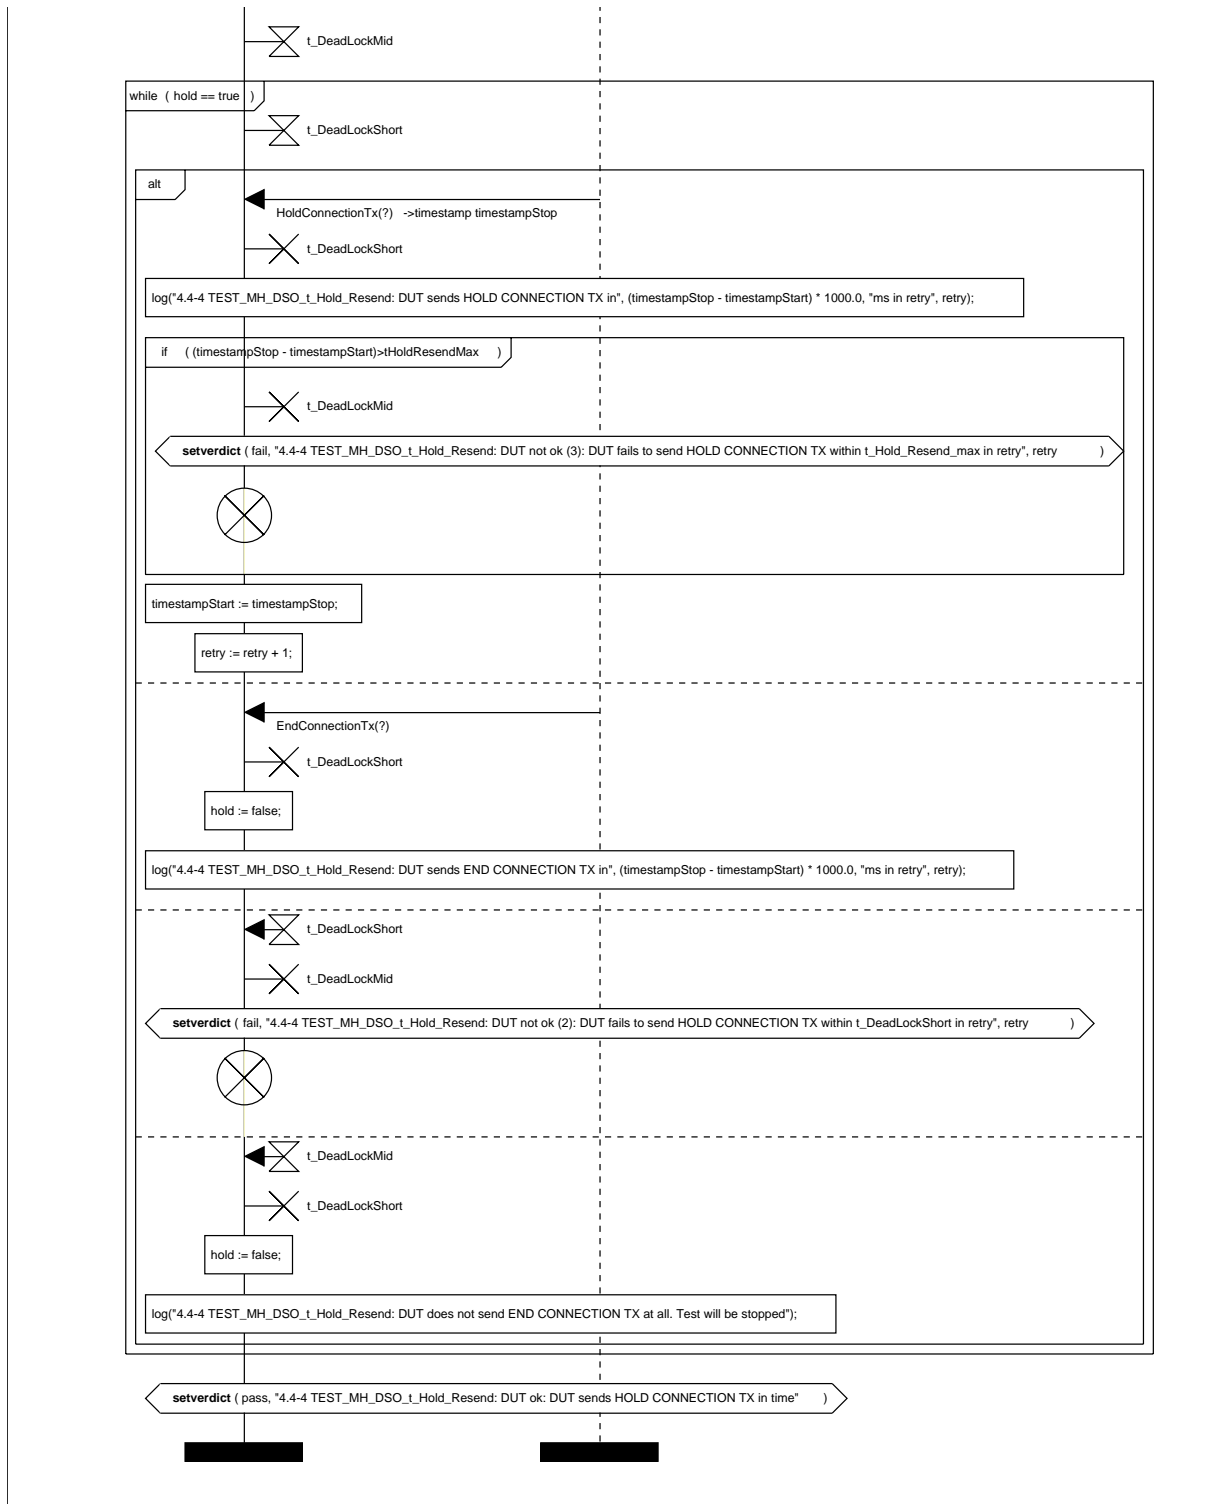 t_DeadLockMid
while ( hold == true )
t_DeadLockShort
alt
HoldConnectionTx(?) ->timestamp timestampStop
t_DeadLockShort
log("4.4-4 TEST_MH_DSO_t_Hold_Resend: DUT sends HOLD CONNECTION TX in", (timestampStop - timestampStart) * 1000.0, "ms in retry", retry);
if ( (timestampStop - timestampStart)>tHoldResendMax )
t_DeadLockMid
setverdict ( fail, "4.4-4 TEST_MH_DSO_t_Hold_Resend: DUT not ok (3): DUT fails to send HOLD CONNECTION TX within t_Hold_Resend_max in retry", retry )
timestampStart := timestampStop;
retry := retry + 1;
EndConnectionTx(?)
t_DeadLockShort
hold := false;
log("4.4-4 TEST_MH_DSO_t_Hold_Resend: DUT sends END CONNECTION TX in", (timestampStop - timestampStart) * 1000.0, "ms in retry", retry);
t_DeadLockShort
t_DeadLockMid
setverdict ( fail, "4.4-4 TEST_MH_DSO_t_Hold_Resend: DUT not ok (2): DUT fails to send HOLD CONNECTION TX within t_DeadLockShort in retry", retry )
t_DeadLockMid
t_DeadLockShort
hold := false;
log("4.4-4 TEST_MH_DSO_t_Hold_Resend: DUT does not send END CONNECTION TX at all. Test will be stopped");
setverdict ( pass, "4.4-4 TEST_MH_DSO_t_Hold_Resend: DUT ok: DUT sends HOLD CONNECTION TX in time" )